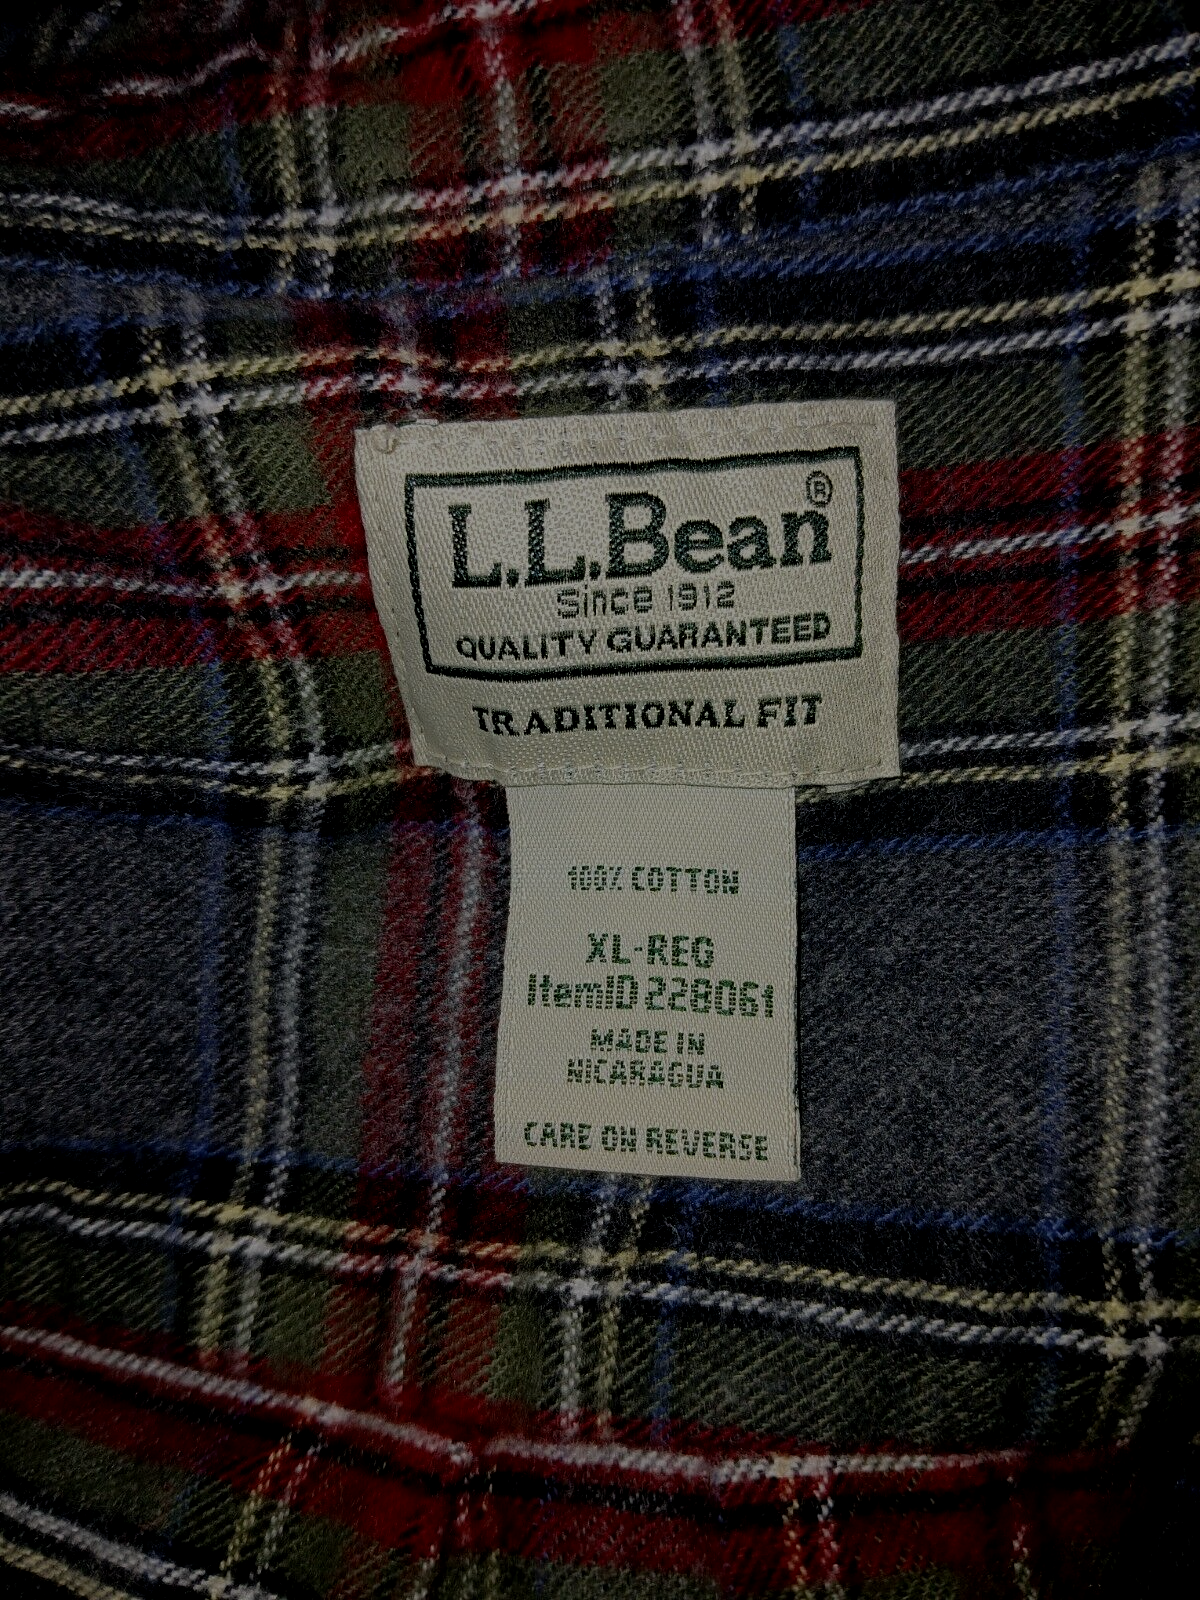 L.L.Bean®
Since 1912
QUALITY GUARANTEED
TRADITIONAL FIT
100% COTTON
XL-REG
ItemID 228061
MADE IN
NICARAGUA
CARE ON REVERSE